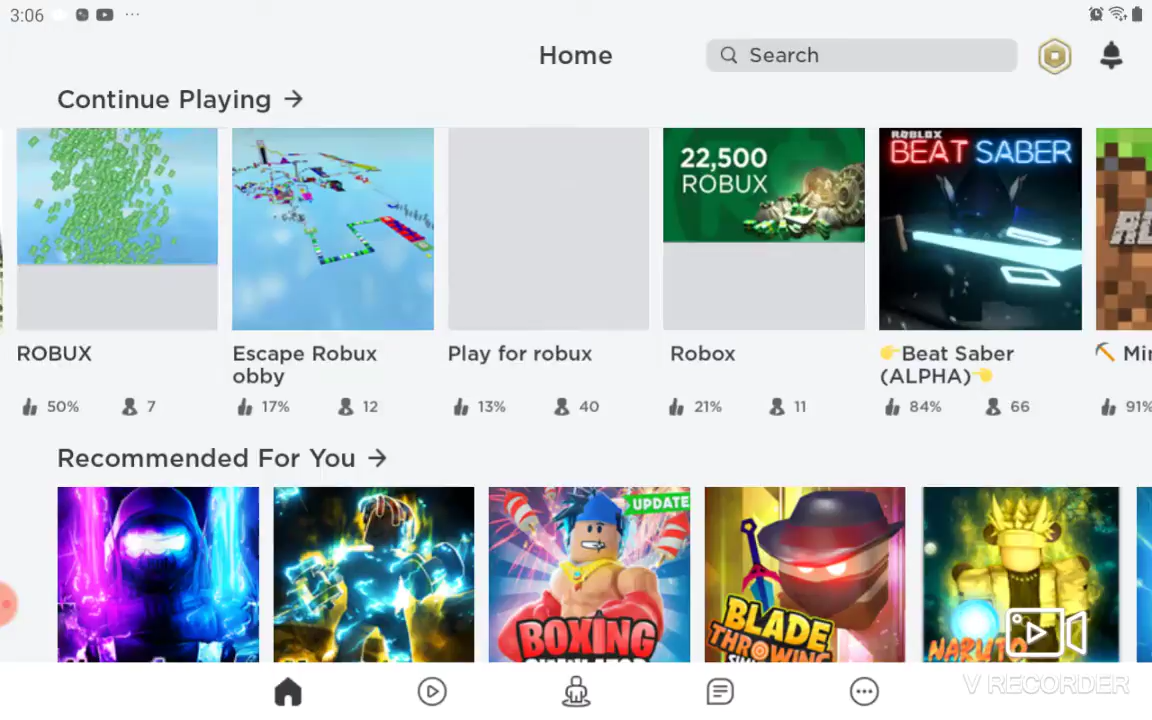 3:06
Home
Search
Continue Playing →
22,500
ROBUX
ROBLOX
BEAT SABER
ROBUX
Escape Robux
obby
Play for robux
Robox
👉Beat Saber
(ALPHA)👈
⛏️ Min
50% 7
17% 12
13% 40
21% 11
84% 66
91%
Recommended For You →
UPDATE
BOXING
BLADE
THROWING
NARUTO
V RECORDER